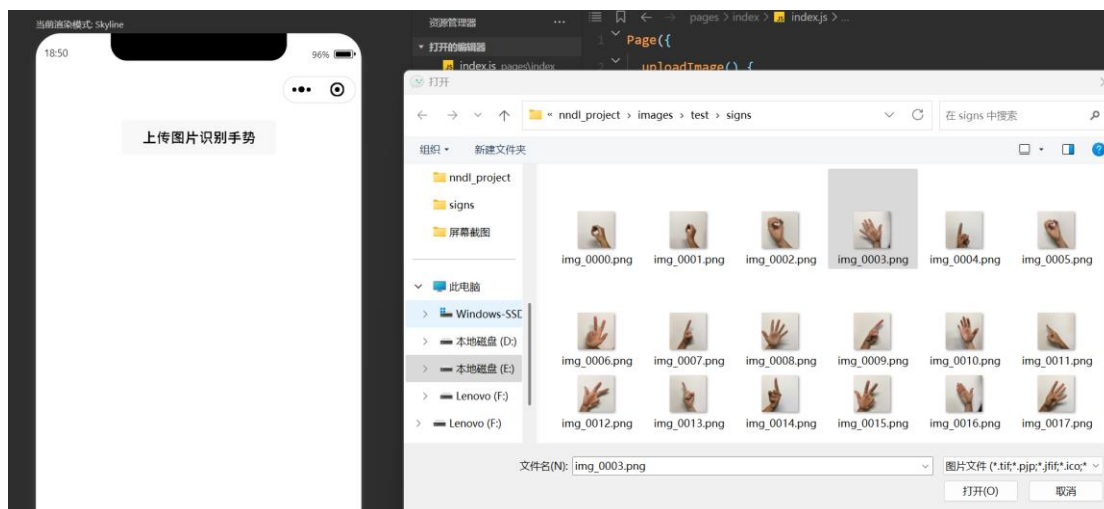 当前渲染模式: Skyline
18:50
96%
上传图片识别手势
资源管理器
打开的编辑器
index.js pages\index
pages > index > index.js > ...
1 Page({
2 uploadImage() {
打开
« nndl_project > images > test > signs
在 signs 中搜索
组织
新建文件夹
nndl_project
signs
屏幕截图
此电脑
Windows-SSD
本地磁盘 (D:)
本地磁盘 (E:)
Lenovo (F:)
Lenovo (F:)
img_0000.png img_0001.png img_0002.png img_0003.png img_0004.png img_0005.png
img_0006.png img_0007.png img_0008.png img_0009.png img_0010.png img_0011.png
img_0012.png img_0013.png img_0014.png img_0015.png img_0016.png img_0017.png
文件名(N): img_0003.png
图片文件 (*.tif;*.pjp;*.jfif;*.ico;*
打开(O) 取消